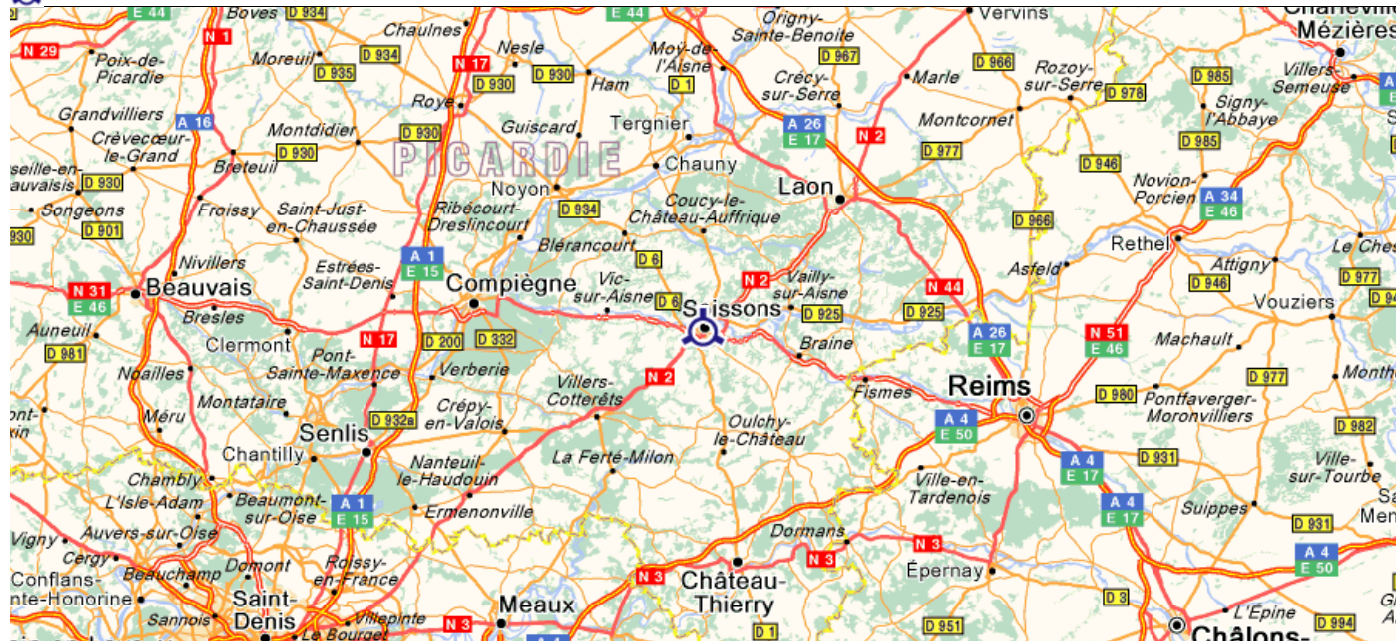 E 44
D 934
Boves
N 1
N 29
Poix-de-
Picardie
Moreuil
D 934
D 935
Chaulnes
N 17
Nesle
D 930
D 930
Ham
E 44
Moÿ-de-
l'Aisne
D 1
Origny-
Sainte-Benoite
D 967
Crécy-
sur-Serre
Marle
Vervins
D 966
Rozoy-
sur-Serre
D 978
D 985
Signy-
l'Abbaye
D 985
Mézières
Villers-
Semeuse
Grandvilliers
Crèvecœur-
le-Grand
A 16
Breteuil
Montdidier
D 930
D 930
Roye
Guiscard
Tergnier
Chauny
A 26
E 17
N 2
Montcornet
D 977
D 946
PICARDIE
Noyon
D 934
Laon
Novion-
Porcien
A 34
E 46
D 930
Songeons
D 901
Froissy
Saint-Just-
en-Chaussée
Ribécourt-
Dreslincourt
Blérancourt
Coucy-le-
Château-Auffrique
D 6
D 966
Rethel
Nivillers
Estrées-
Saint-Denis
A 1
E 15
Compiègne
Vic-
sur-Aisne
D 6
N 2
Vailly-
sur-Aisne
N 44
Asfeld
Attigny
D 946
D 977
N 31
E 46
Beauvais
Bresles
Clermont
Soissons
D 925
D 925
Vouziers
Auneuil
D 981
Noailles
Pont-
Sainte-Maxence
N 17
D 200
D 332
Verberie
Braine
A 26
E 17
N 51
E 46
Machault
Méru
Montataire
D 932a
Crépy-
en-Valois
Villers-
Cotterêts
N 2
Oulchy-
le-Château
Fismes
Reims
D 980
Pontfaverger-
Moronvilliers
D 977
D 982
Senlis
Chantilly
A 4
E 50
D 931
A 4
E 17
Chambly
L'Isle-Adam
Beaumont-
sur-Oise
A 1
E 15
Nanteuil-
le-Haudouin
Ermenonville
La Ferté-Milon
Ville-en-
Tardenois
A 4
E 17
Suippes
Ville-
sur-Tourbe
D 931
Vigny
Auvers-sur-Oise
Cergy
Beauchamp
Domont
Roissy-
en-France
Dormans
N 3
N 3
A 4
E 50
Conflans-
Sannois
Saint-
Denis
Villepinte
Le Bourget
N 3
Meaux
N 3
Château-
Thierry
D 1
Épernay
D 951
D 3
L'Epine
Châlons-
D 994